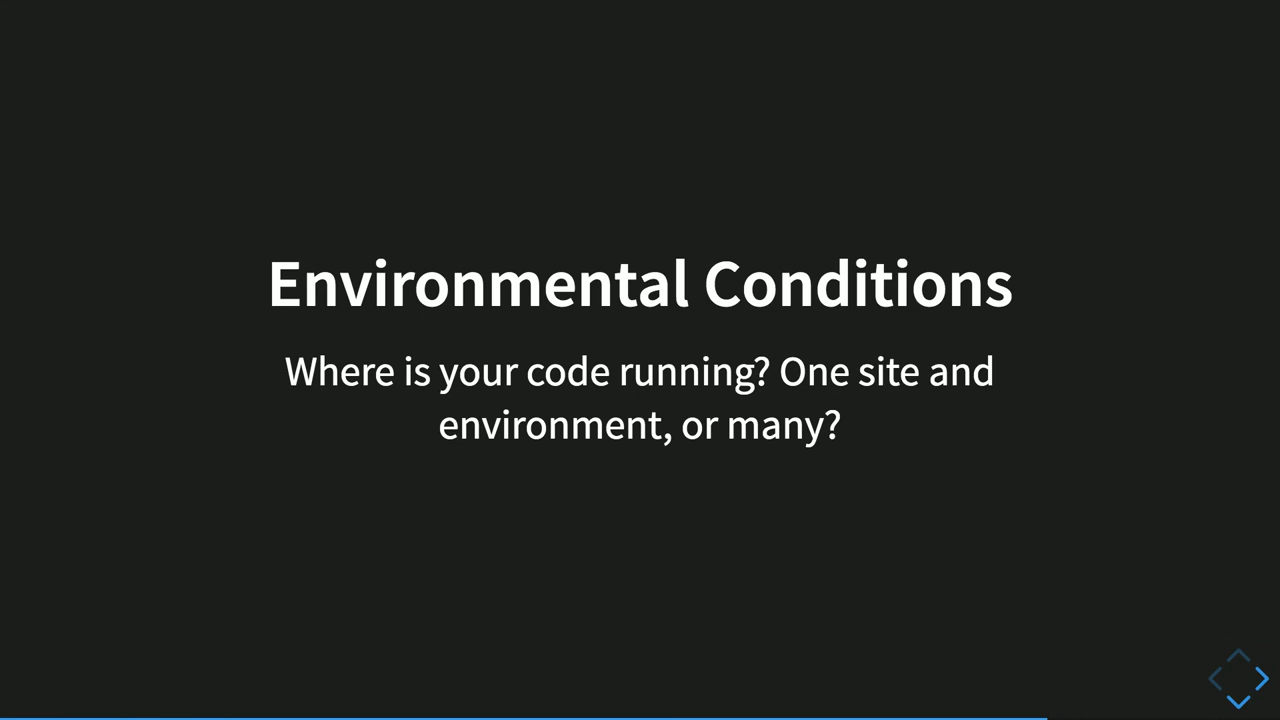 Environmental Conditions
Where is your code running? One site and
environment, or many?